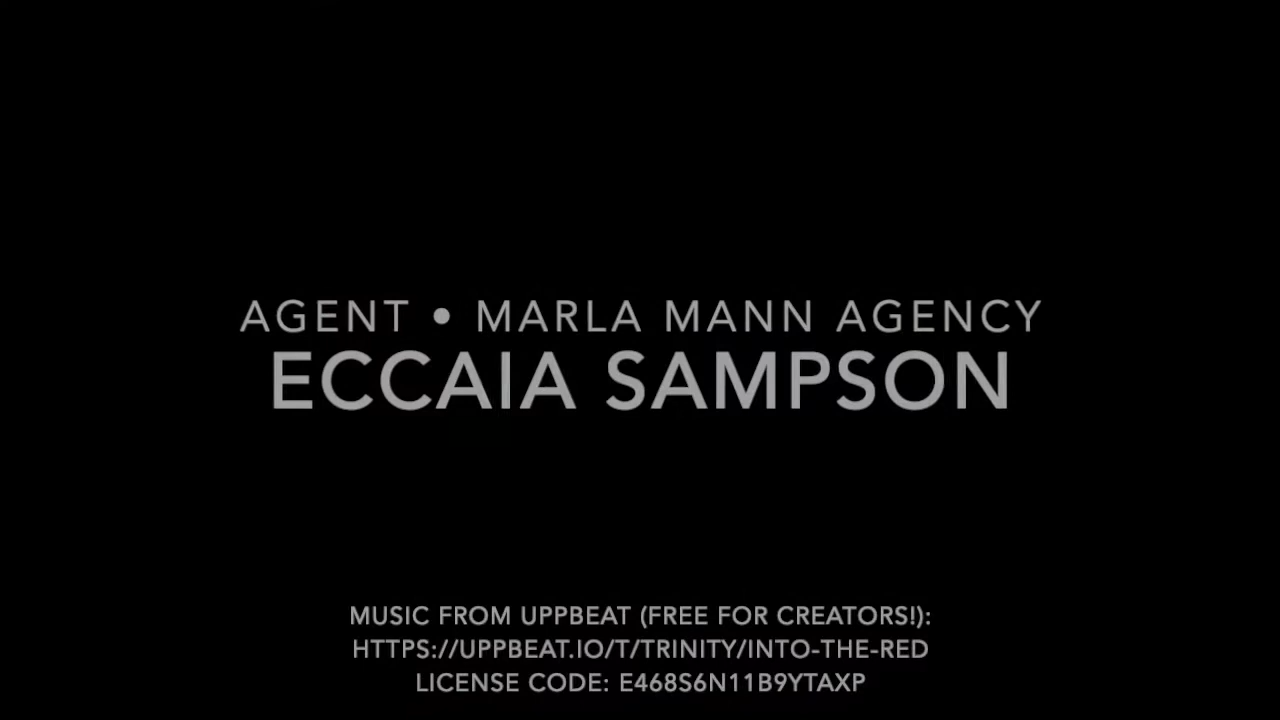 AGENT • MARLA MANN AGENCY
ECCAIA SAMPSON
MUSIC FROM UPPBEAT (FREE FOR CREATORS!):
HTTPS://UPPBEAT.IO/T/TRINITY/INTO-THE-RED
LICENSE CODE: E468S6N11B9YTAXP